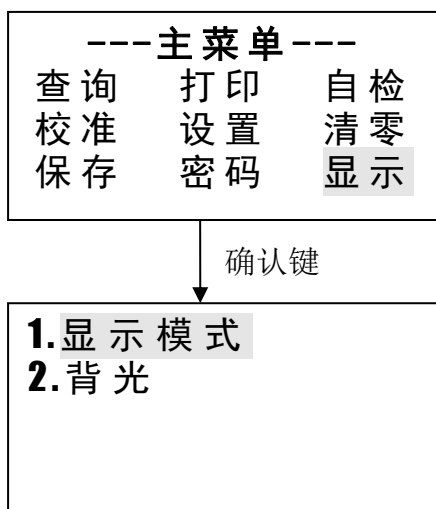 ---主菜单---
查询 打印 自检
校准 设置 清零
保存 密码 显示
确认键
1.显示模式
2.背光